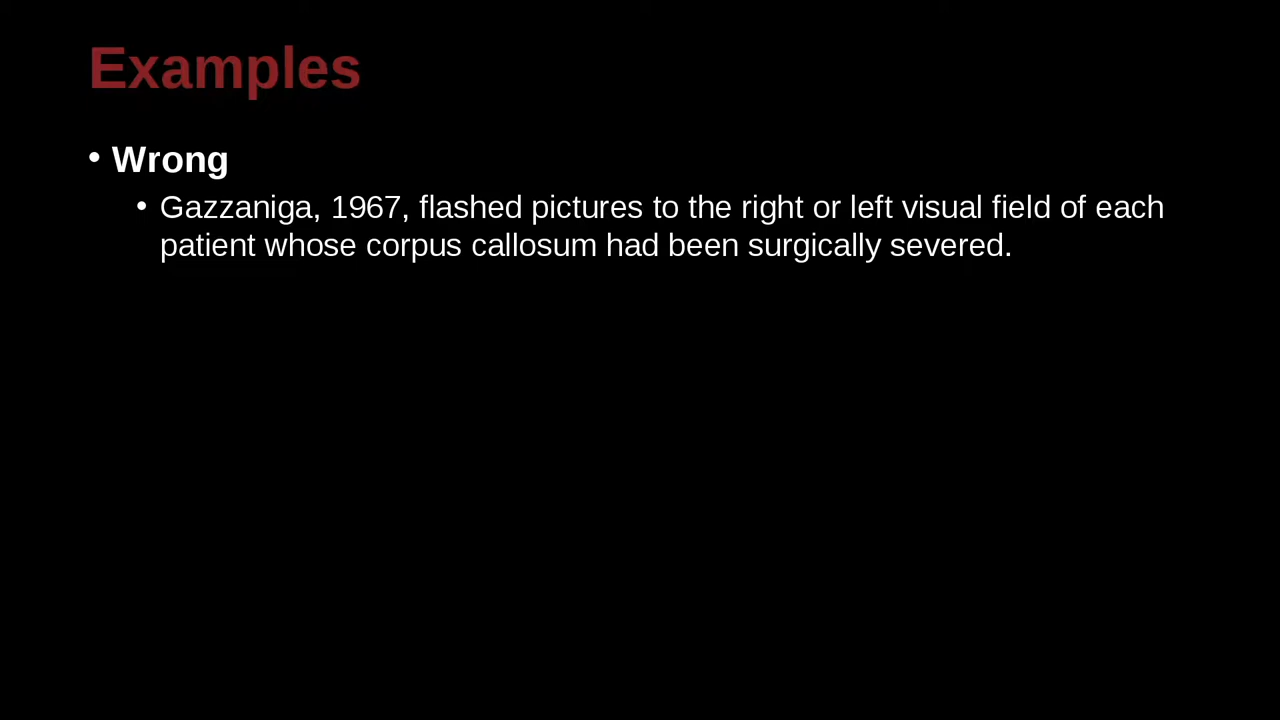 Examples
• Wrong
• Gazzaniga, 1967, flashed pictures to the right or left visual field of each
patient whose corpus callosum had been surgically severed.